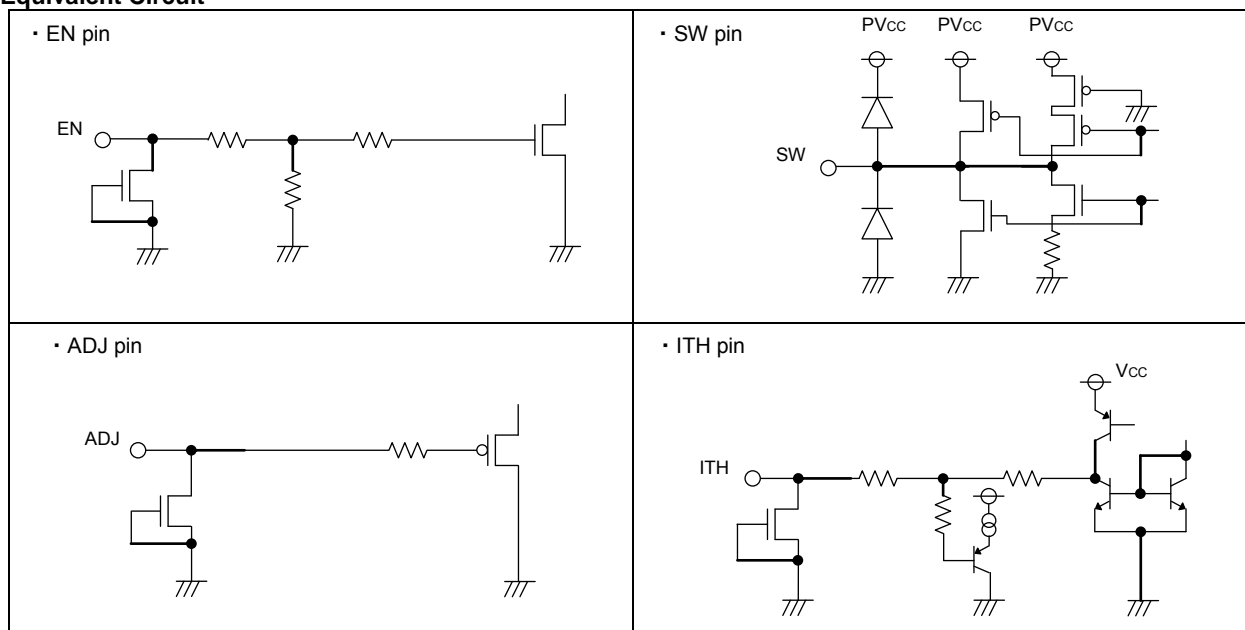 Equivalent Circuit
・EN pin
EN
・SW pin
PVCC PVCC PVCC
SW
・ADJ pin
ADJ
・ITH pin
VCC
ITH